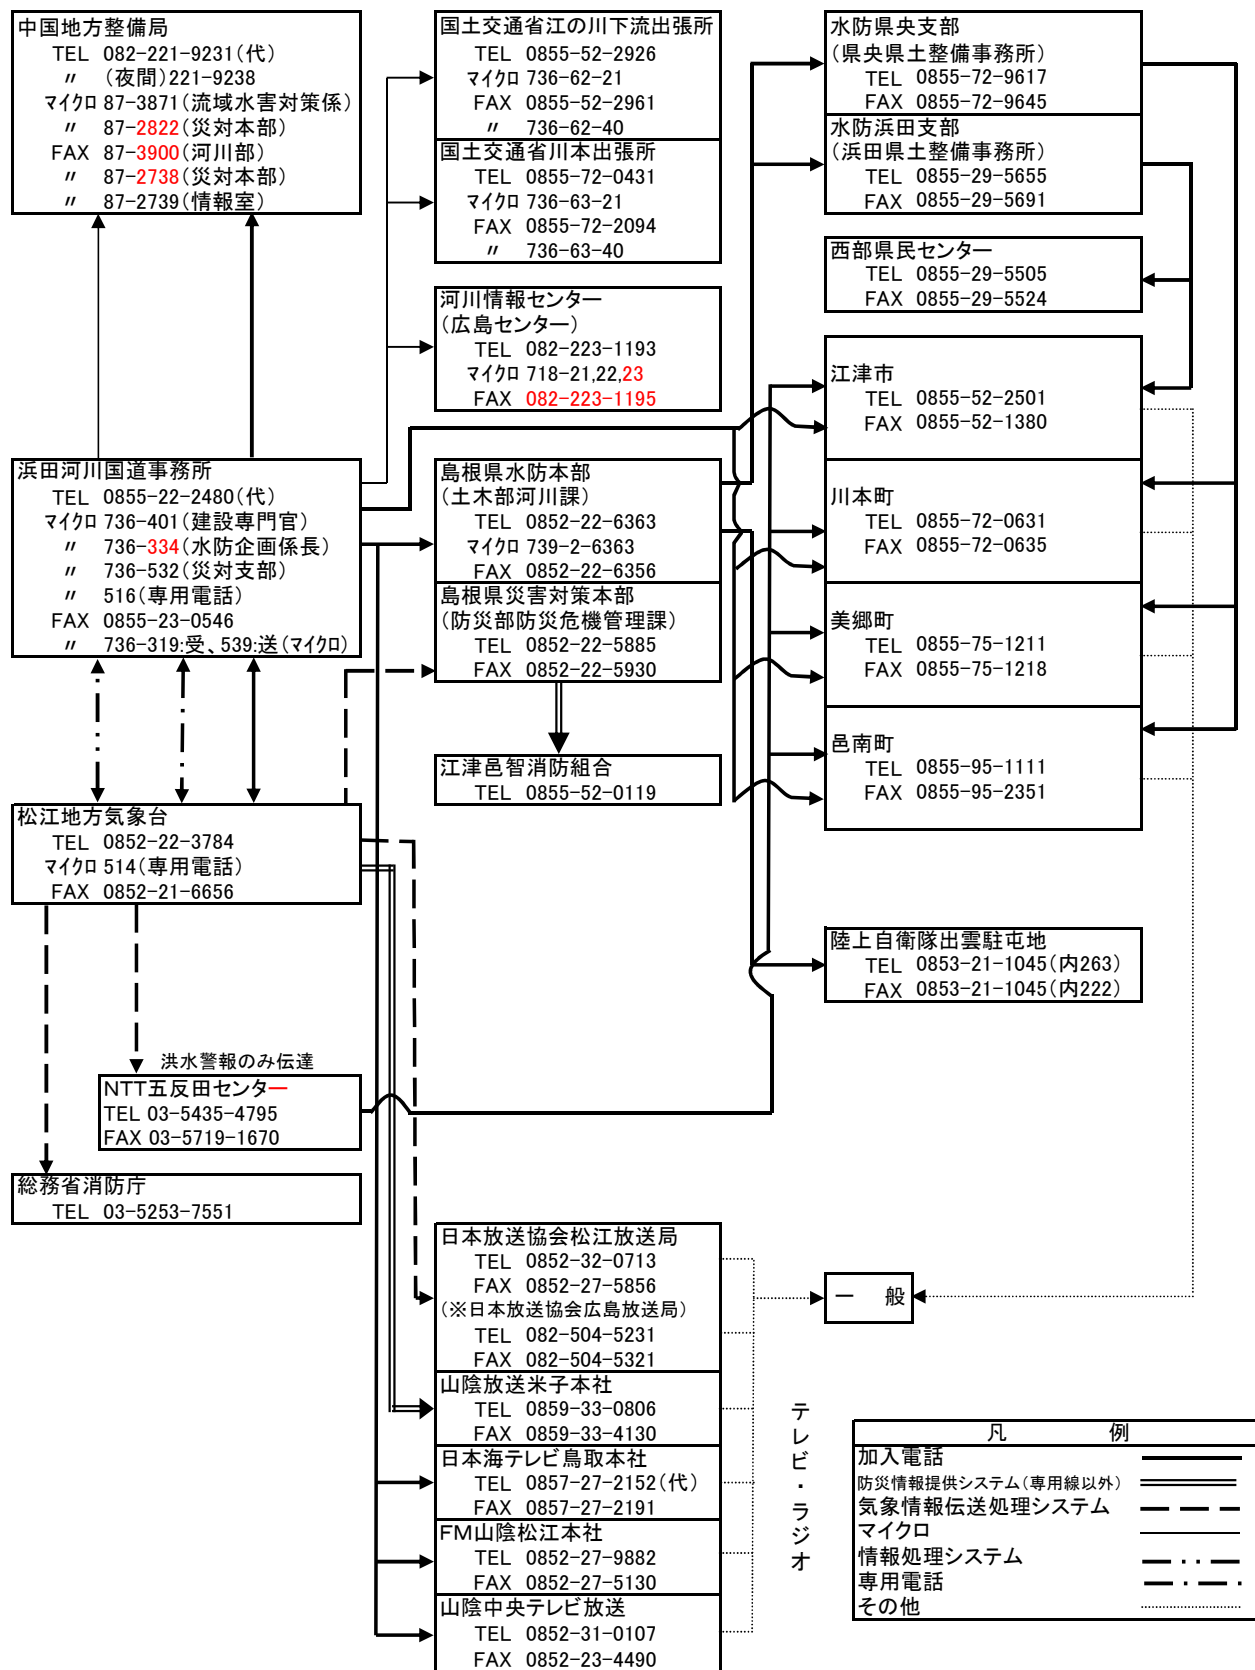 中国地方整備局
TEL 082-221-9231(代)
〃 (夜間)221-9238
マイクロ 87-3871(流域水害対策係)
〃 87-2822(災対本部)
FAX 87-3900(河川部)
〃 87-2738(災対本部)
〃 87-2739(情報室)
浜田河川国道事務所
TEL 0855-22-2480(代)
マイクロ 736-401(建設専門官)
〃 736-334(水防企画係長)
〃 736-532(災対支部)
〃 516(専用電話)
FAX 0855-23-0546
〃 736-319:受、539:送(マイクロ)
松江地方気象台
TEL 0852-22-3784
マイクロ 514(専用電話)
FAX 0852-21-6656
洪水警報のみ伝達
NTT五反田センター
TEL 03-5435-4795
FAX 03-5719-1670
総務省消防庁
TEL 03-5253-7551
国土交通省江の川下流出張所
TEL 0855-52-2926
マイクロ 736-62-21
FAX 0855-52-2961
〃 736-62-40
国土交通省川本出張所
TEL 0855-72-0431
マイクロ 736-63-21
FAX 0855-72-2094
〃 736-63-40
河川情報センター
(広島センター)
TEL 082-223-1193
マイクロ 718-21,22,23
FAX 082-223-1195
島根県水防本部
(土木部河川課)
TEL 0852-22-6363
マイクロ 739-2-6363
FAX 0852-22-6356
島根県災害対策本部
(防災部防災危機管理課)
TEL 0852-22-5885
FAX 0852-22-5930
江津邑智消防組合
TEL 0855-52-0119
日本放送協会松江放送局
TEL 0852-32-0713
FAX 0852-27-5856
(※日本放送協会広島放送局)
TEL 082-504-5231
FAX 082-504-5321
山陰放送米子本社
TEL 0859-33-0806
FAX 0859-33-4130
日本海テレビ鳥取本社
TEL 0857-27-2152(代)
FAX 0857-27-2191
FM山陰松江本社
TEL 0852-27-9882
FAX 0852-27-5130
山陰中央テレビ放送
TEL 0852-31-0107
FAX 0852-23-4490
水防県央支部
(県央県土整備事務所)
TEL 0855-72-9617
FAX 0855-72-9645
水防浜田支部
(浜田県土整備事務所)
TEL 0855-29-5655
FAX 0855-29-5691
西部県民センター
TEL 0855-29-5505
FAX 0855-29-5524
江津市
TEL 0855-52-2501
FAX 0855-52-1380
川本町
TEL 0855-72-0631
FAX 0855-72-0635
美郷町
TEL 0855-75-1211
FAX 0855-75-1218
邑南町
TEL 0855-95-1111
FAX 0855-95-2351
陸上自衛隊出雲駐屯地
TEL 0853-21-1045(内263)
FAX 0853-21-1045(内222)
一 般
テレビ・ラジオ
凡 例
加入電話
防災情報提供システム(専用線以外)
気象情報伝送処理システム
マイクロ
情報処理システム
専用電話
その他